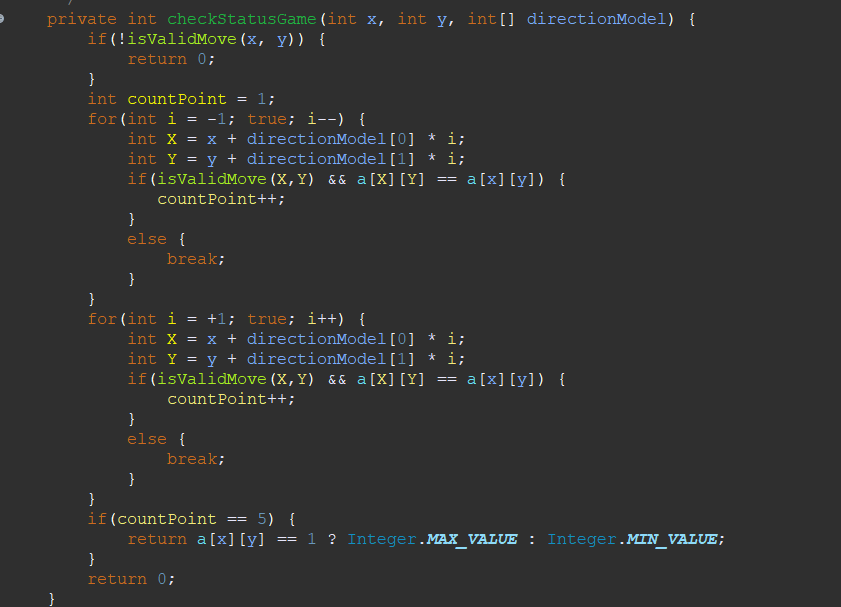 private int checkStatusGame(int x, int y, int[] directionModel) {
    if(!isValidMove(x, y)) {
        return 0;
    }
    int countPoint = 1;
    for(int i = -1; true; i--) {
        int X = x + directionModel[0] * i;
        int Y = y + directionModel[1] * i;
        if(isValidMove(X,Y) && a[X][Y] == a[x][y]) {
           countPoint++;
        }
        else {
            break;
        }
    }
    for(int i = +1; true; i++) {
        int X = x + directionModel[0] * i;
        int Y = y + directionModel[1] * i;
        if(isValidMove(X,Y) && a[X][Y] == a[x][y]) {
            countPoint++;
        }
        else {
            break;
        }
    }
    if(countPoint == 5) {
        return a[x][y] == 1 ? Integer.MAX_VALUE : Integer.MIN_VALUE;
    }
    return 0;
}